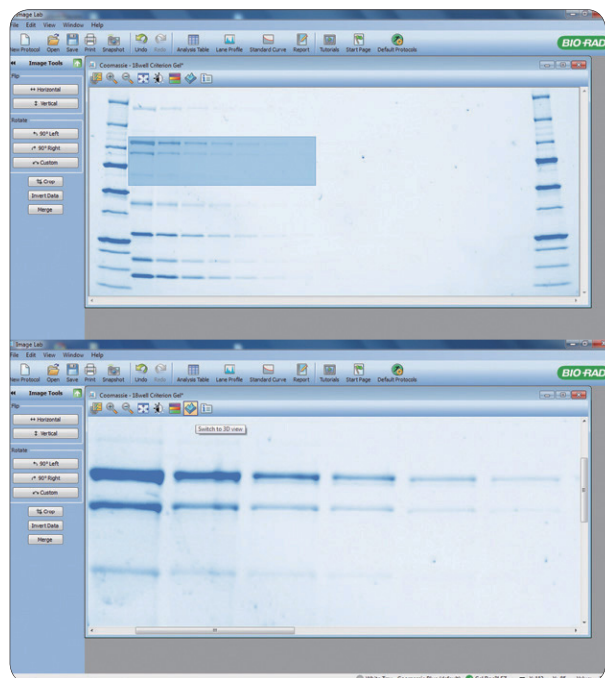 Image Lab
File Edit View Window Help
New Protocol Open Save Print Snapshot Undo Redo Analysis Table Lane Profile Standard Curve Report Tutorials Start Page Default Protocols
BIO-RAD
Image Tools
Coomassie - 18well Criterion Gel*
Flip
Horizontal
Vertical
Rotate
90° Left
90° Right
Custom
Crop
Invert Data
Merge
Image Lab
File Edit View Window Help
New Protocol Open Save Print Snapshot Undo Redo Analysis Table Lane Profile Standard Curve Report Tutorials Start Page Default Protocols
BIO-RAD
Image Tools
Coomassie - 18well Criterion Gel*
Flip
Horizontal
Vertical
Switch to 3D view
Rotate
90° Left
90° Right
Custom
Crop
Invert Data
Merge